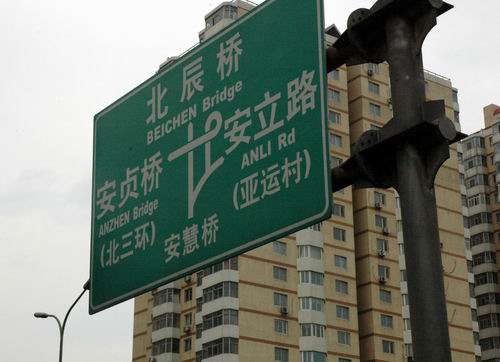 北辰桥
BEICHEN Bridge
安立路
ANLI Rd
(亚运村)
安贞桥
ANZHEN Bridge
(北三环)
安慧桥